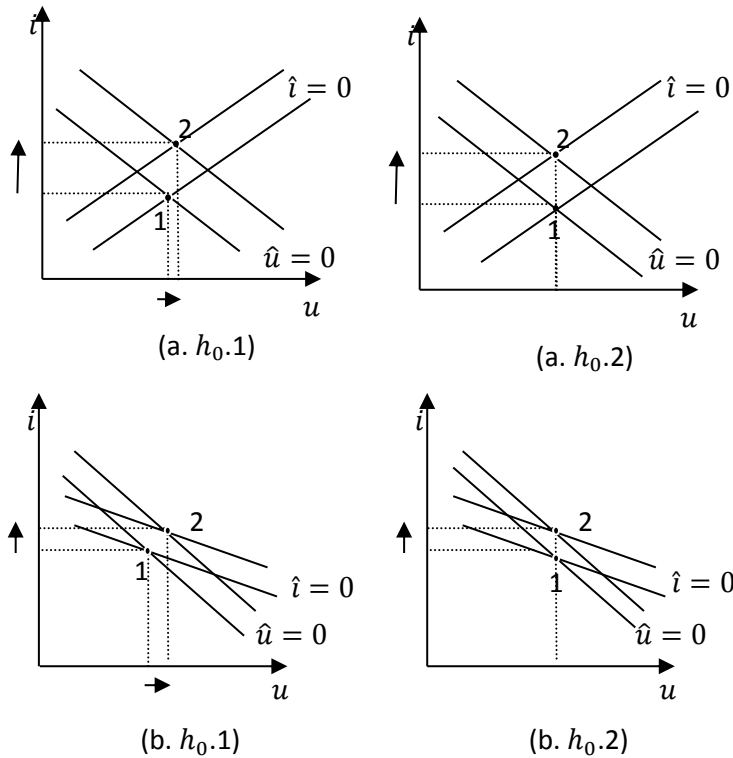 i
î = 0
2
1
û = 0
u
(a. h₀.1)
i
î = 0
2
1
û = 0
u
(a. h₀.2)
i
2
1
î = 0
û = 0
u
(b. h₀.1)
i
2
1
î = 0
û = 0
u
(b. h₀.2)